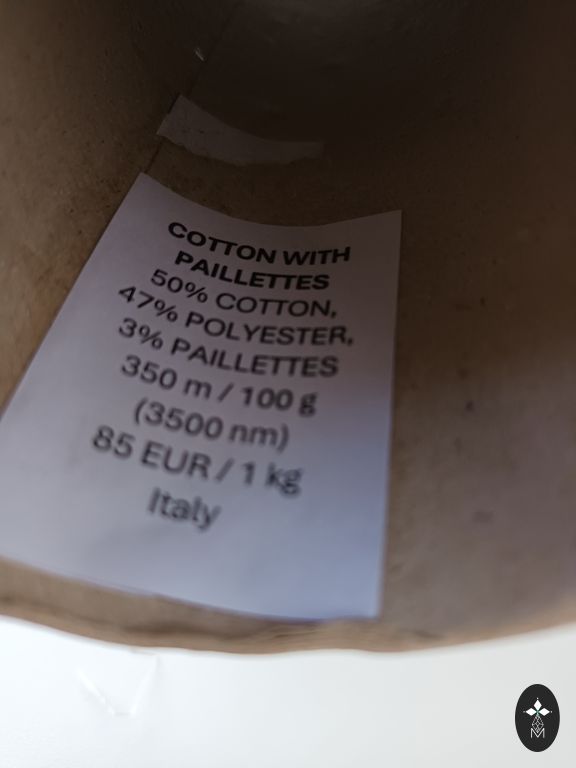 COTTON WITH
PAILLETTES
50% COTTON,
47% POLYESTER,
3% PAILLETTES
350 m / 100 g
(3500 nm)
85 EUR / 1 kg
Italy
M